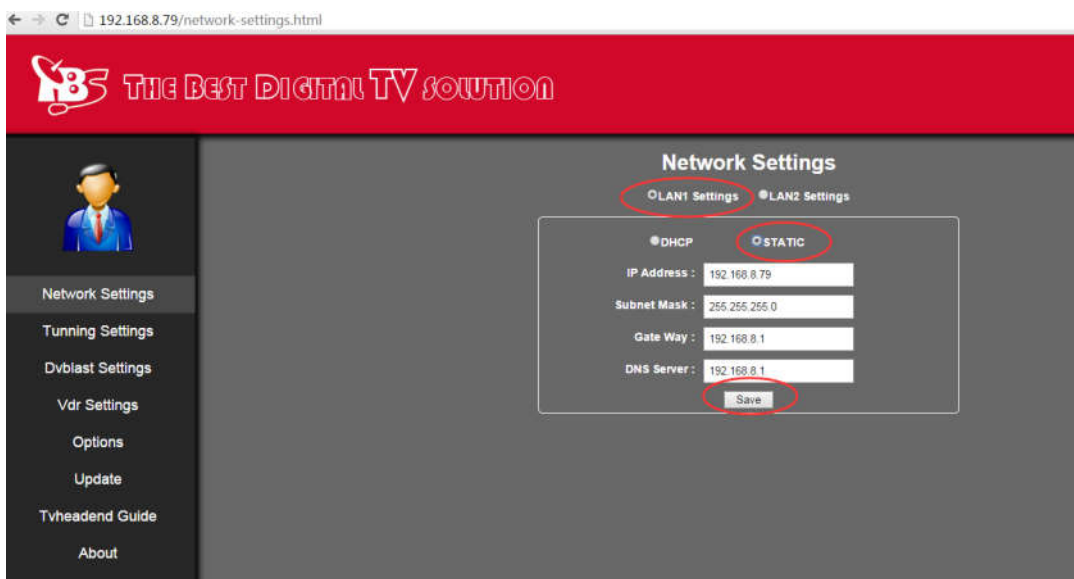 192.168.8.79/network-settings.html
TBS THE BEST DIGITAL TV SOLUTION
Network Settings
LAN1 Settings LAN2 Settings
DHCP STATIC
IP Address : 192.168.8.79
Subnet Mask : 255.255.255.0
Gate Way : 192.168.8.1
DNS Server : 192.168.8.1
Save
Network Settings
Tunning Settings
Dvblast Settings
Vdr Settings
Options
Update
Tvheadend Guide
About